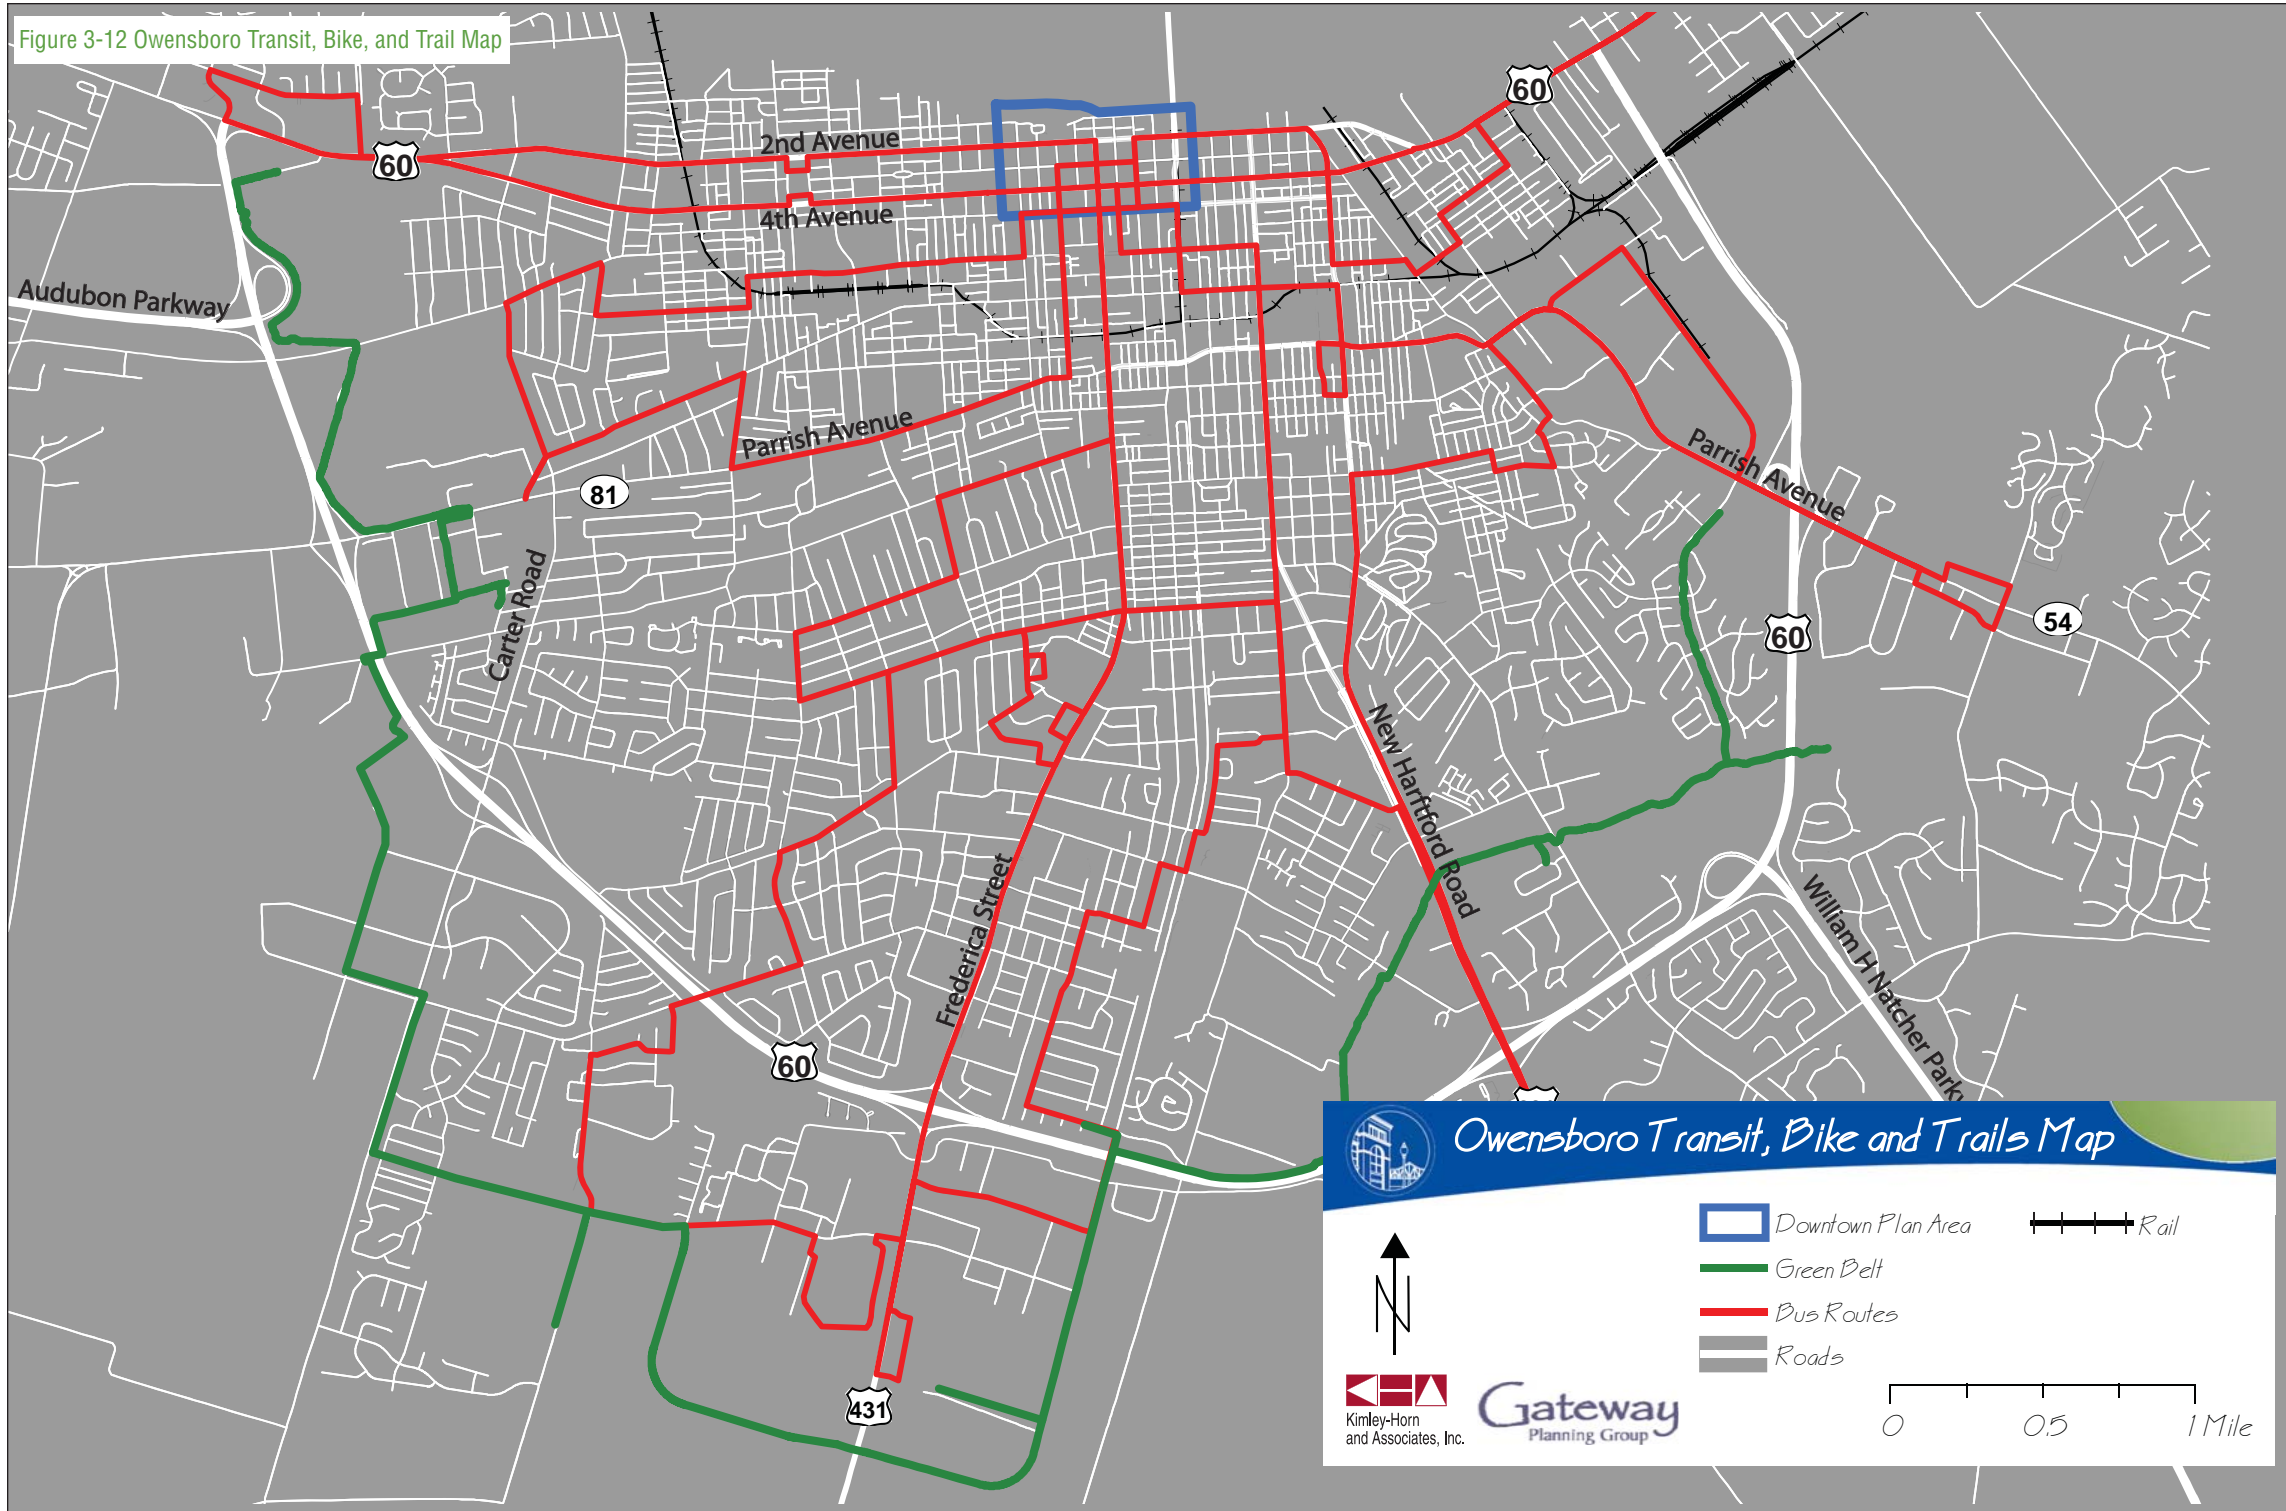 Figure 3-12 Owensboro Transit, Bike, and Trail Map
60
60
2nd Avenue
4th Avenue
Audubon Parkway
Parrish Avenue
81
Parrish Avenue
Carter Road
54
60
New Harftford Road
Frederica Street
William H Natcher Park
60
431
Owensboro Transit, Bike and Trails Map
Downtown Plan Area
Rail
Green Belt
Bus Routes
Roads
N
Kimley-Horn
and Associates, Inc.
Gateway
Planning Group
0
0.5
1 Mile